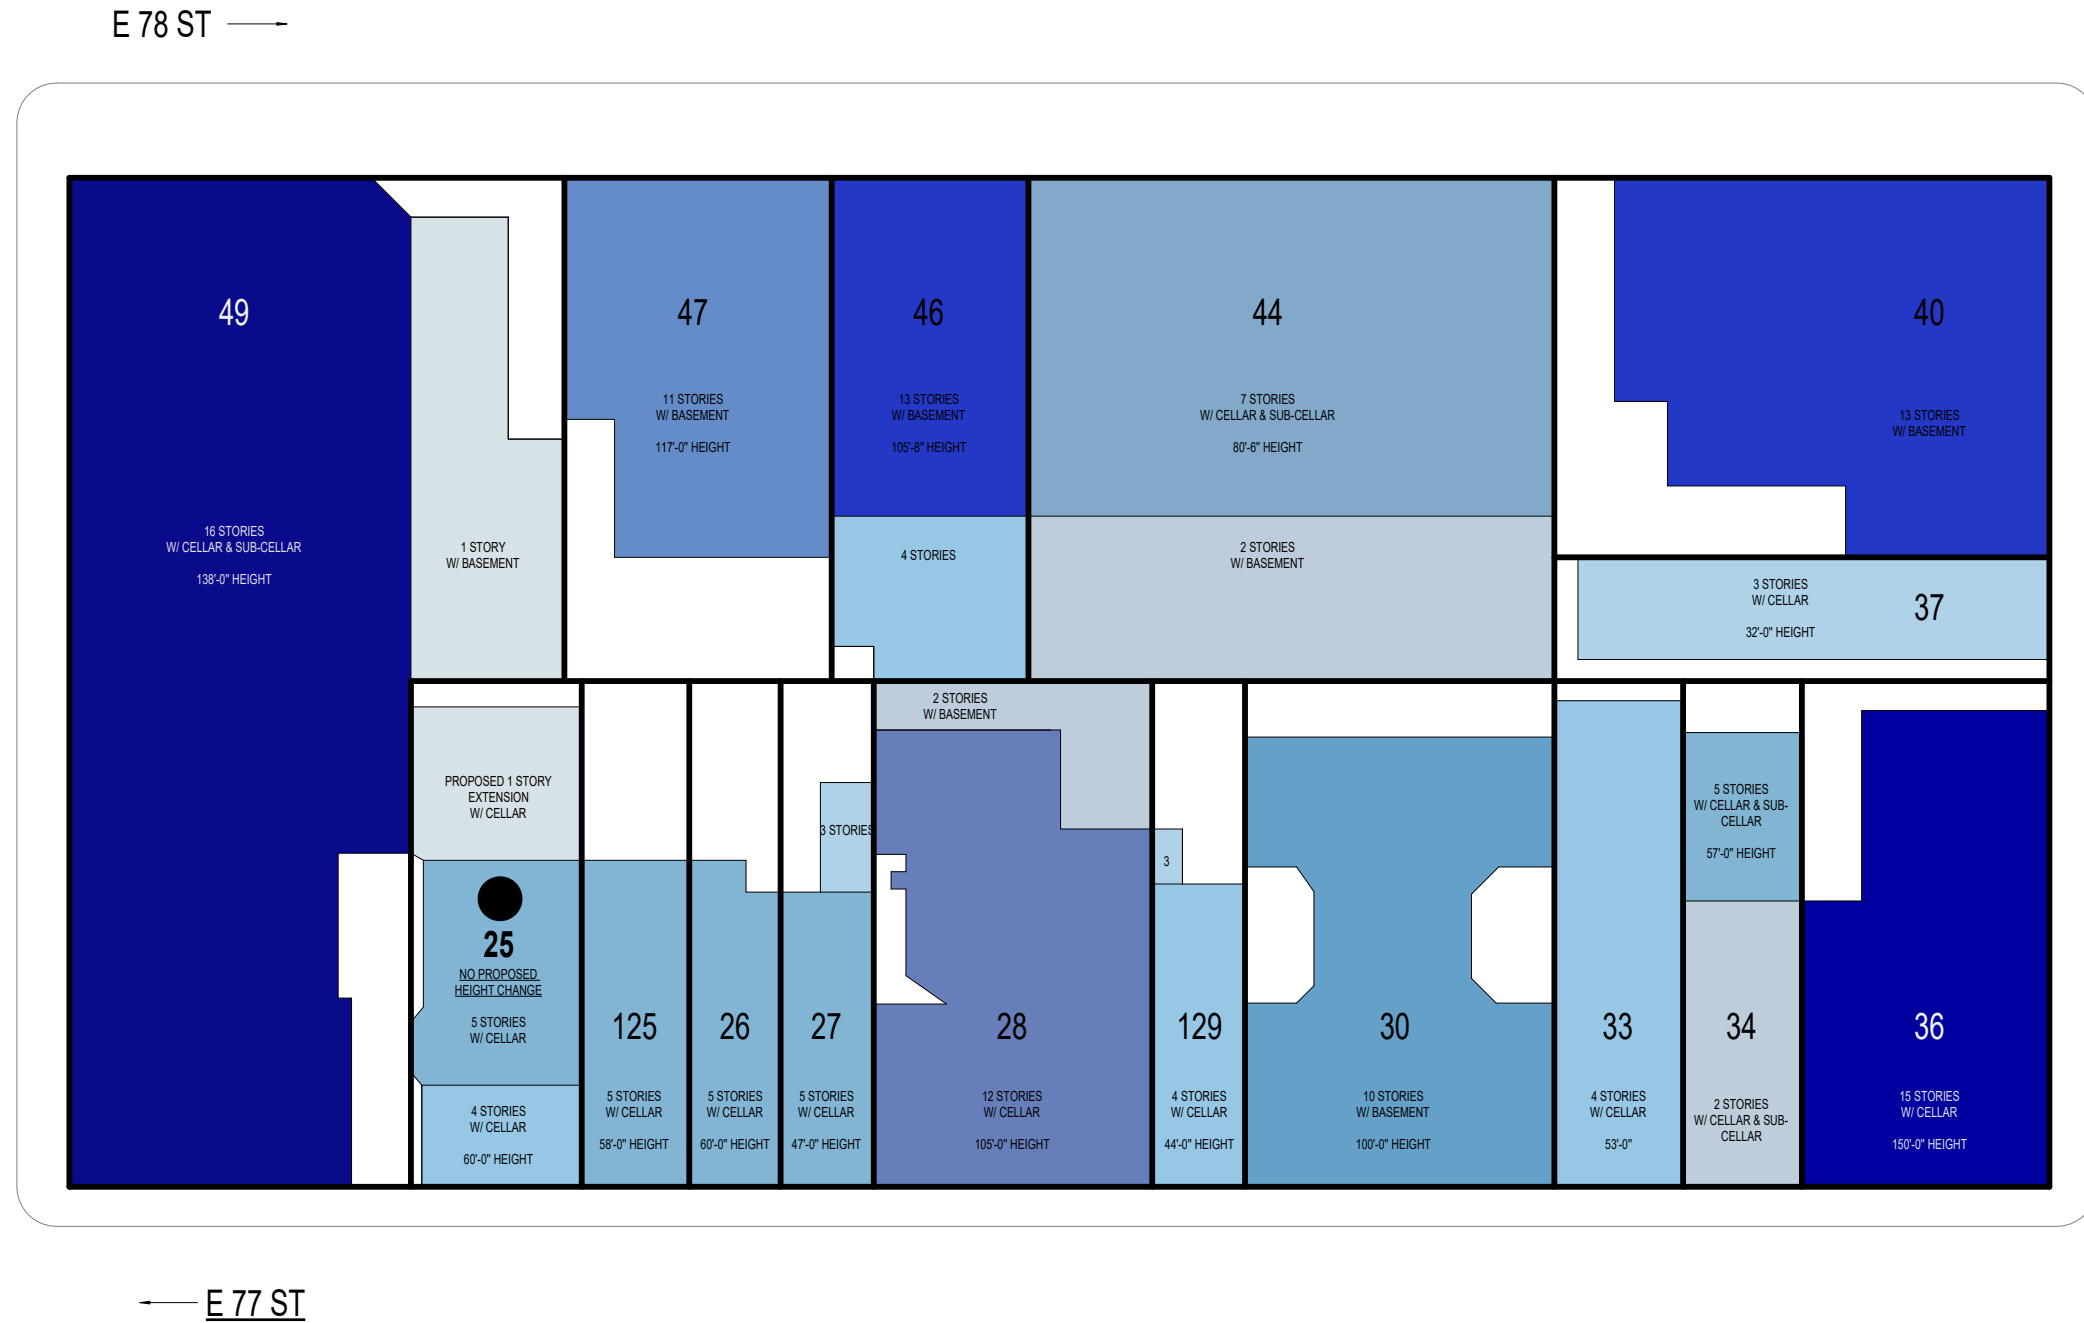 E 78 ST
49
16 STORIES
W/ CELLAR & SUB-CELLAR
138'-0" HEIGHT
1 STORY
W/ BASEMENT
47
11 STORIES
W/ BASEMENT
117'-0" HEIGHT
46
13 STORIES
W/ BASEMENT
105'-8" HEIGHT
4 STORIES
44
7 STORIES
W/ CELLAR & SUB-CELLAR
80'-6" HEIGHT
2 STORIES
W/ BASEMENT
40
13 STORIES
W/ BASEMENT
3 STORIES
W/ CELLAR
32'-0" HEIGHT
37
PROPOSED 1 STORY
EXTENSION
W/ CELLAR
25
NO PROPOSED
HEIGHT CHANGE
5 STORIES
W/ CELLAR
4 STORIES
W/ CELLAR
60'-0" HEIGHT
125
5 STORIES
W/ CELLAR
58'-0" HEIGHT
26
5 STORIES
W/ CELLAR
60'-0" HEIGHT
3 STORIES
27
5 STORIES
W/ CELLAR
47'-0" HEIGHT
2 STORIES
W/ BASEMENT
28
12 STORIES
W/ CELLAR
105'-0" HEIGHT
3
129
4 STORIES
W/ CELLAR
44'-0" HEIGHT
30
10 STORIES
W/ BASEMENT
100'-0" HEIGHT
33
4 STORIES
W/ CELLAR
53'-0"
5 STORIES
W/ CELLAR & SUB-
CELLAR
57'-0" HEIGHT
34
2 STORIES
W/ CELLAR & SUB-
CELLAR
36
15 STORIES
W/ CELLAR
150'-0" HEIGHT
E 77 ST